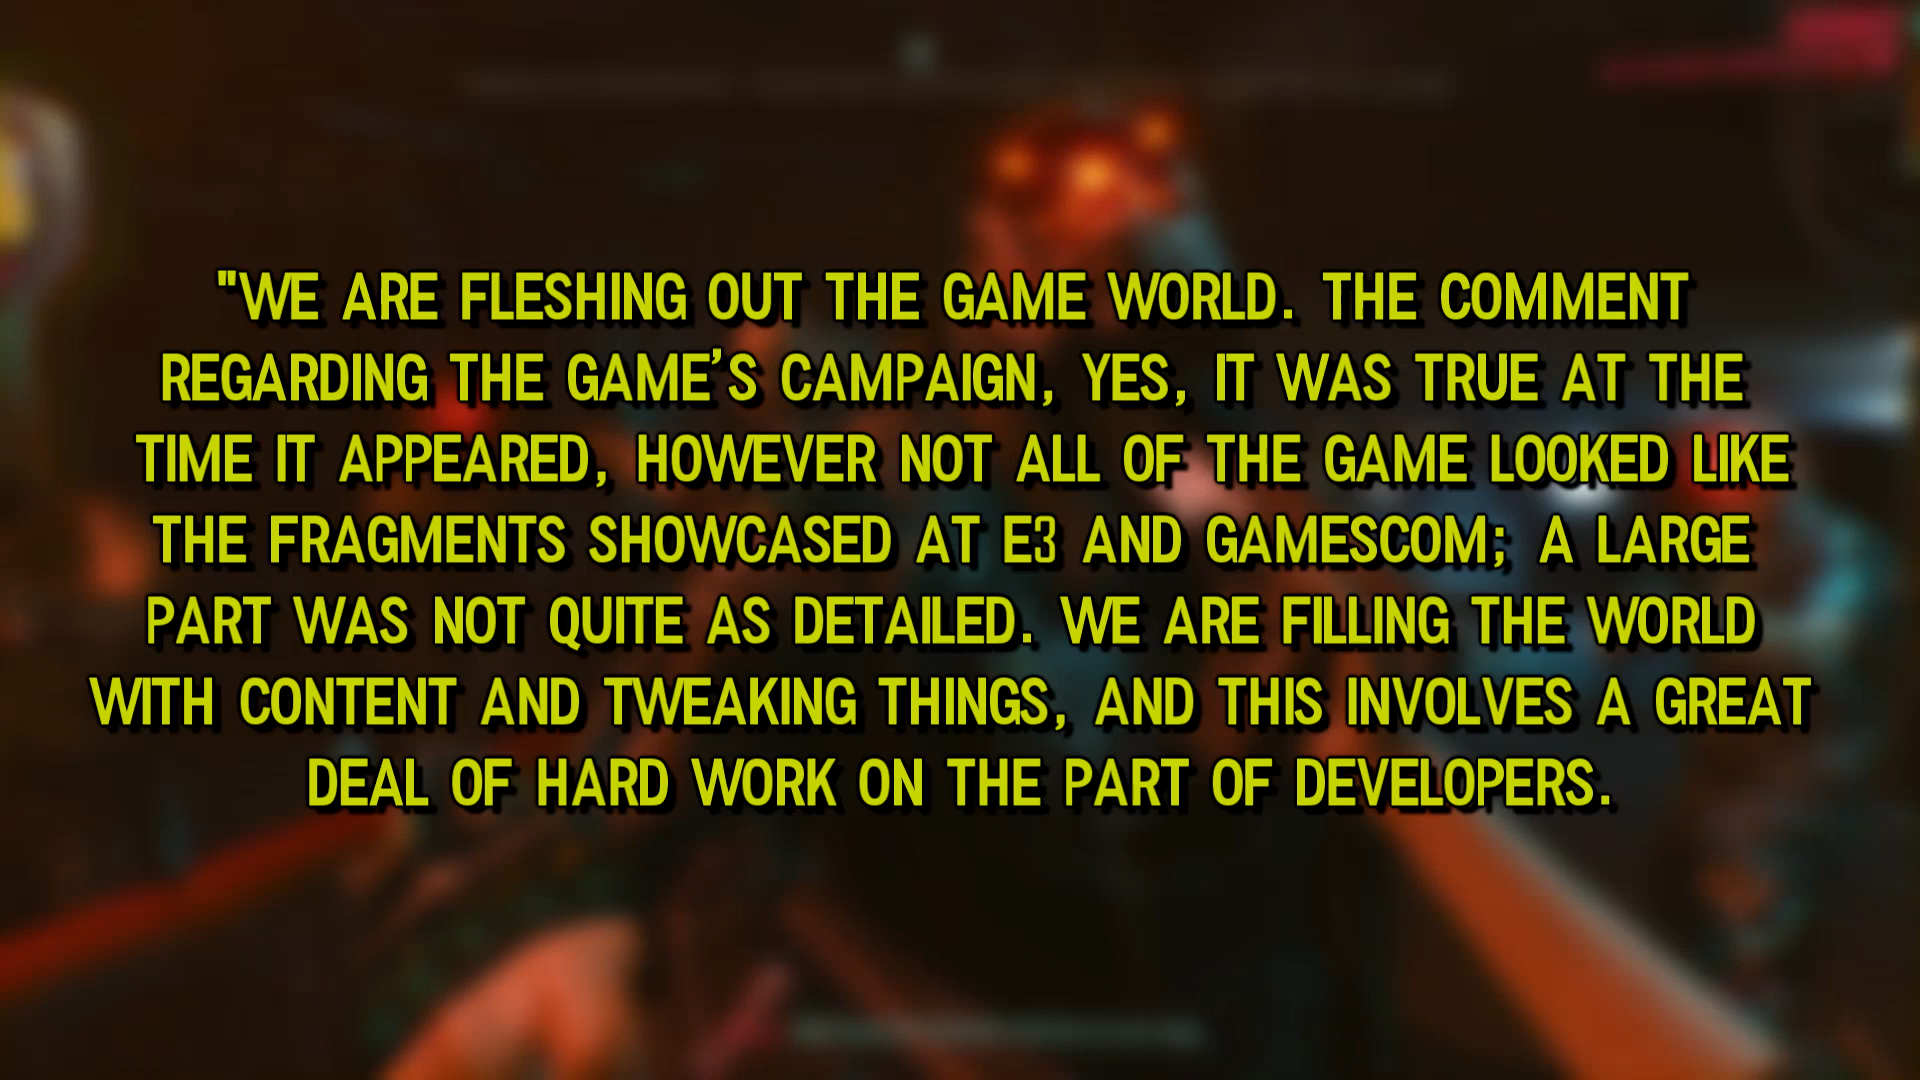 "WE ARE FLESHING OUT THE GAME WORLD. THE COMMENT
REGARDING THE GAME’S CAMPAIGN, YES, IT WAS TRUE AT THE
TIME IT APPEARED, HOWEVER NOT ALL OF THE GAME LOOKED LIKE
THE FRAGMENTS SHOWCASED AT E3 AND GAMESCOM; A LARGE
PART WAS NOT QUITE AS DETAILED. WE ARE FILLING THE WORLD
WITH CONTENT AND TWEAKING THINGS, AND THIS INVOLVES A GREAT
DEAL OF HARD WORK ON THE PART OF DEVELOPERS.